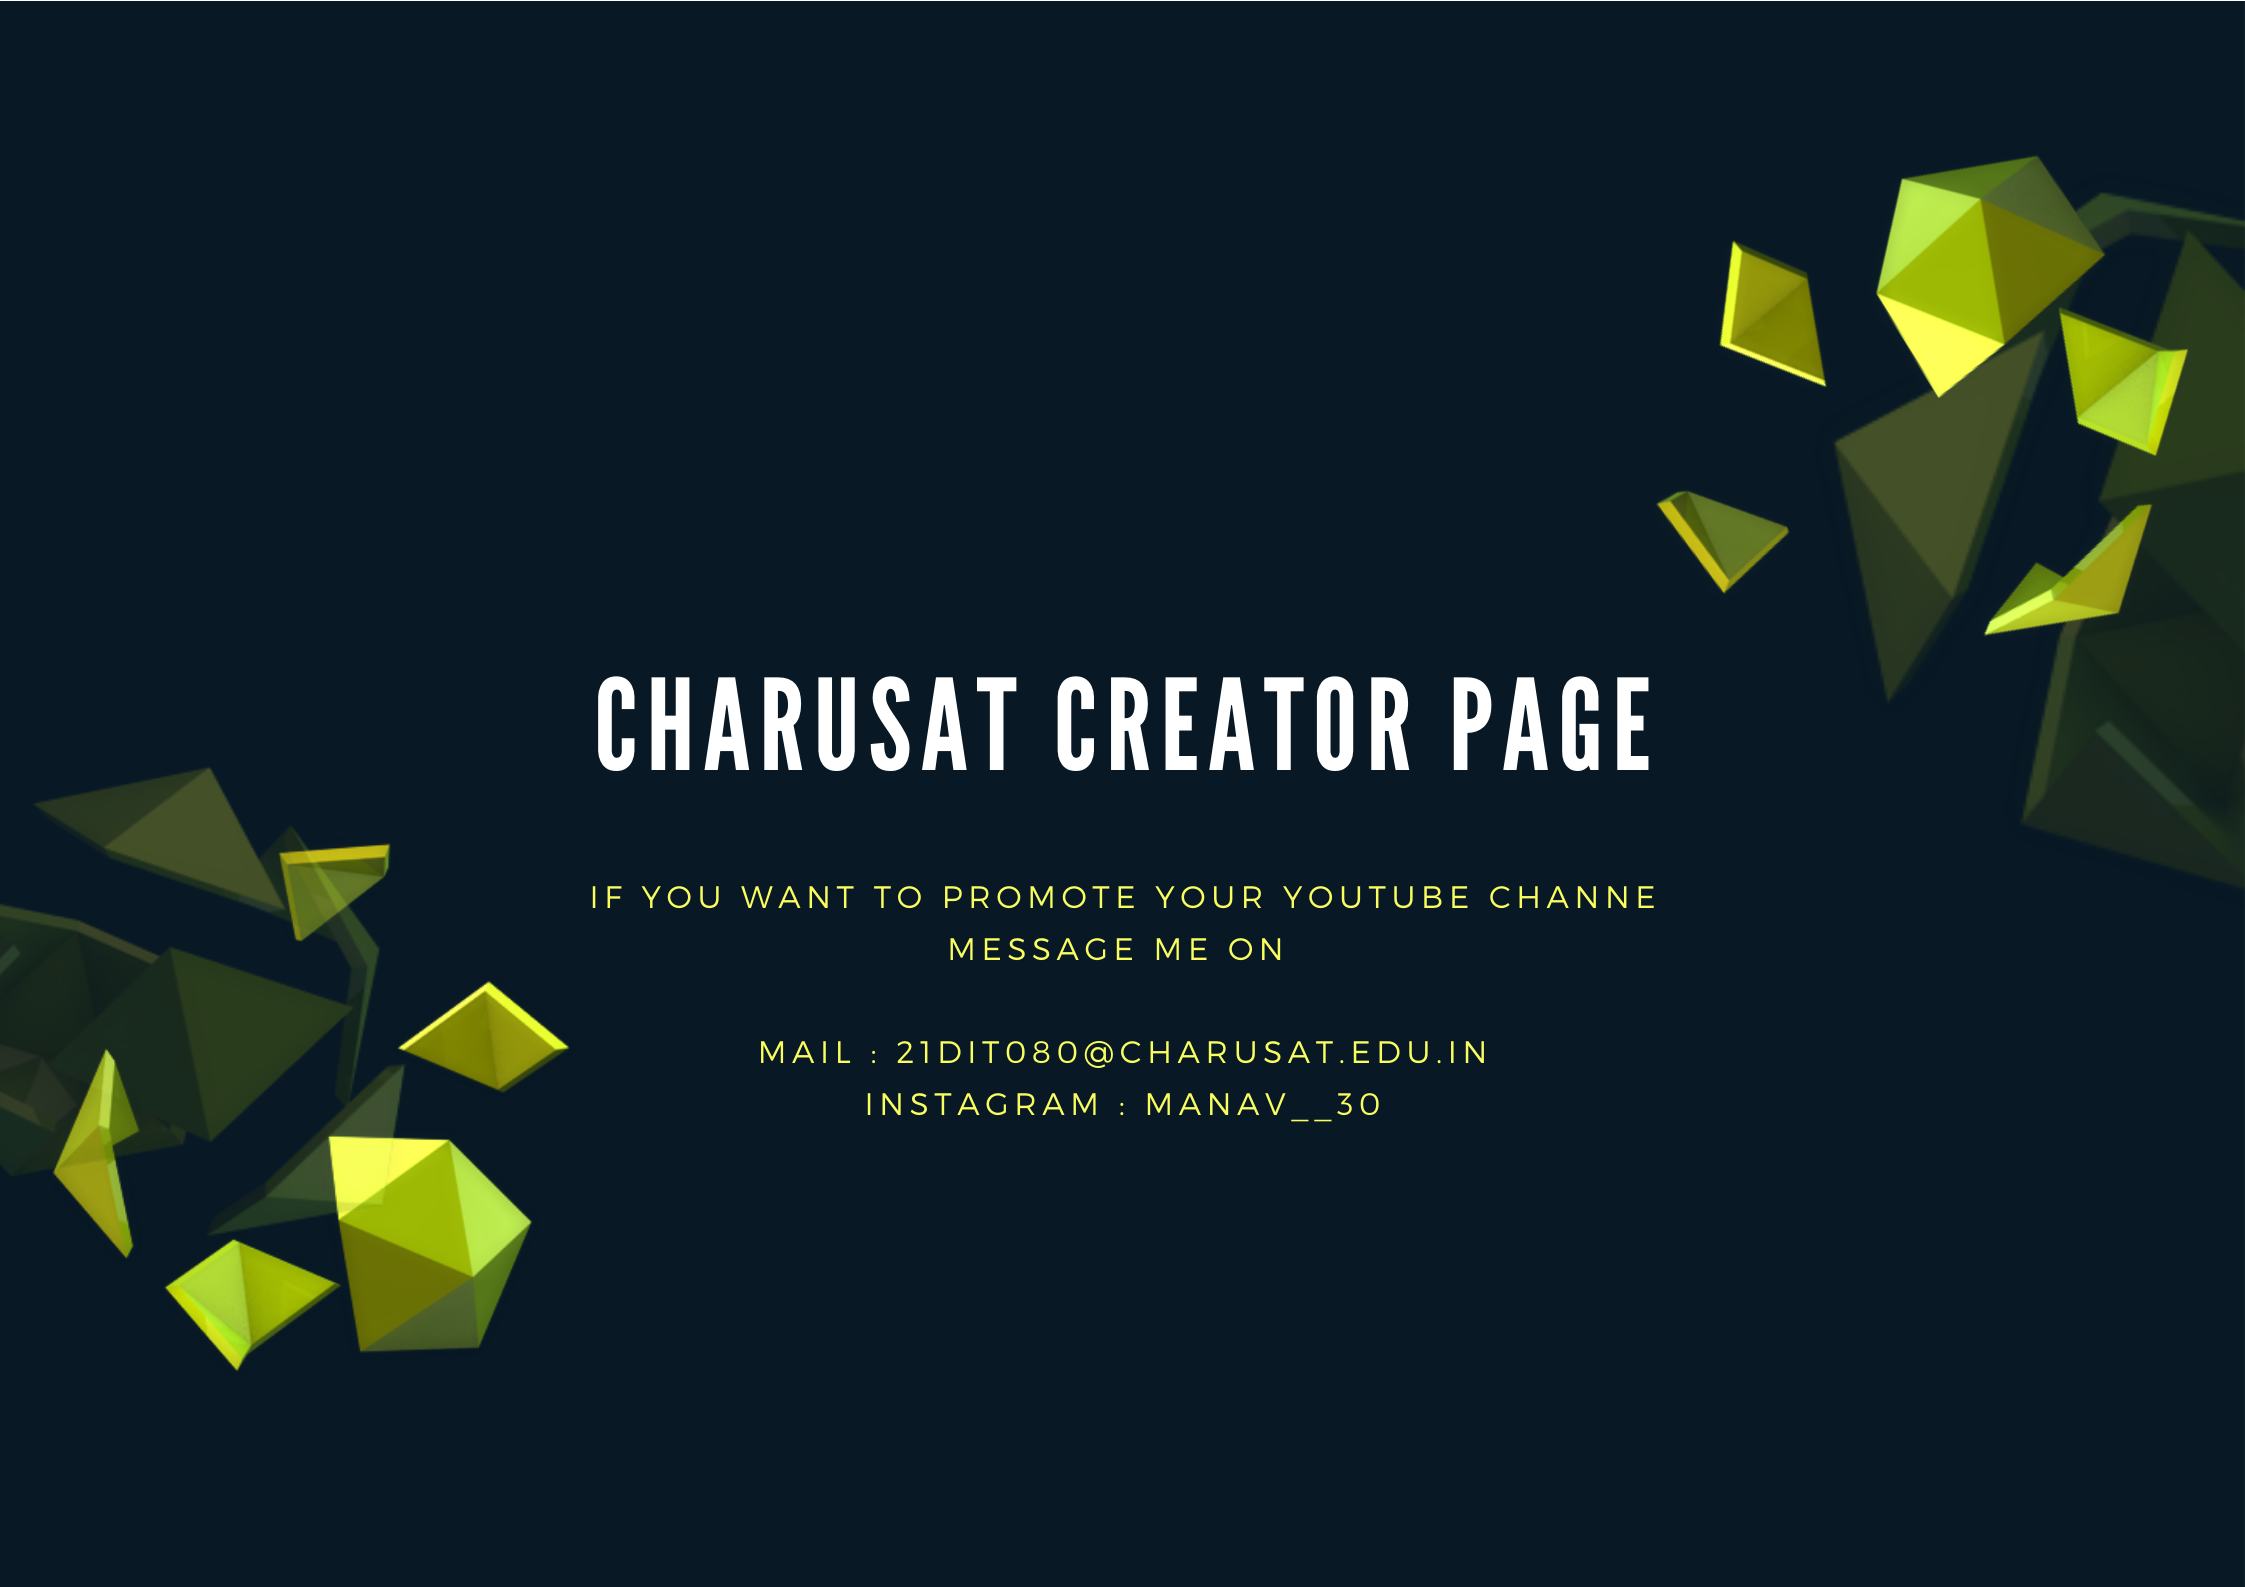 CHARUSAT CREATOR PAGE
IF YOU WANT TO PROMOTE YOUR YOUTUBE CHANNE
MESSAGE ME ON
MAIL : 21DIT080@CHARUSAT.EDU.IN
INSTAGRAM : MANAV__30